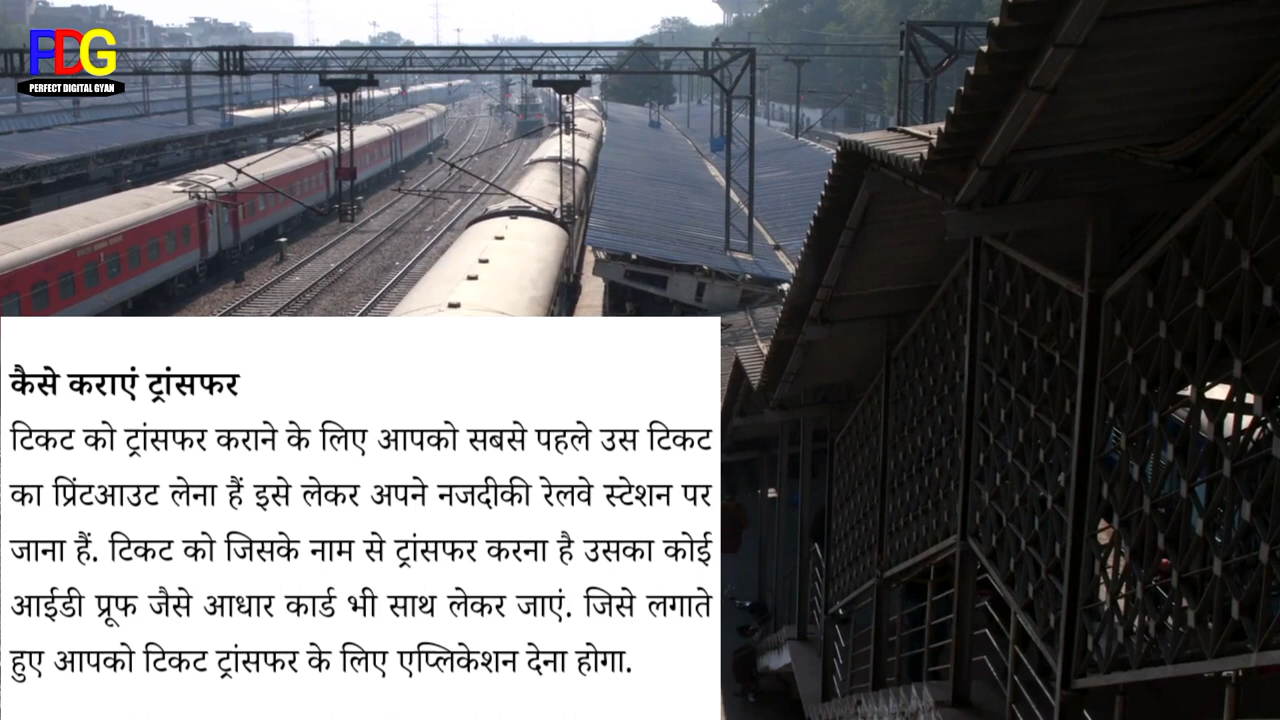 PDG
PERFECT DIGITAL GYAN
कैसे कराएं ट्रांसफर
टिकट को ट्रांसफर कराने के लिए आपको सबसे पहले उस टिकट
का प्रिंटआउट लेना हैं इसे लेकर अपने नजदीकी रेलवे स्टेशन पर
जाना हैं. टिकट को जिसके नाम से ट्रांसफर करना है उसका कोई
आईडी प्रूफ जैसे आधार कार्ड भी साथ लेकर जाएं. जिसे लगाते
हुए आपको टिकट ट्रांसफर के लिए एप्लिकेशन देना होगा.